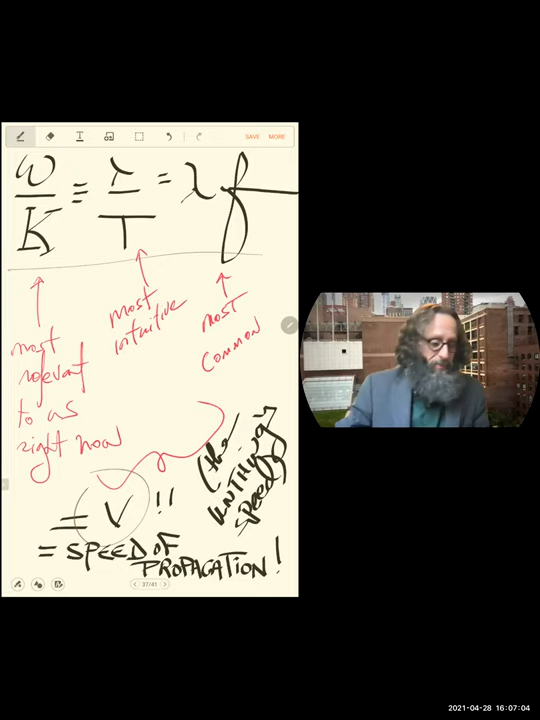 SAVE MORE
ω/K ≡ λ/T = λf
most relevant to us right now
most intuitive
most common
(the
speed)
= v !!
= SPEED OF
PROPAGATION!
37/41
2021-04-28 16:07:04